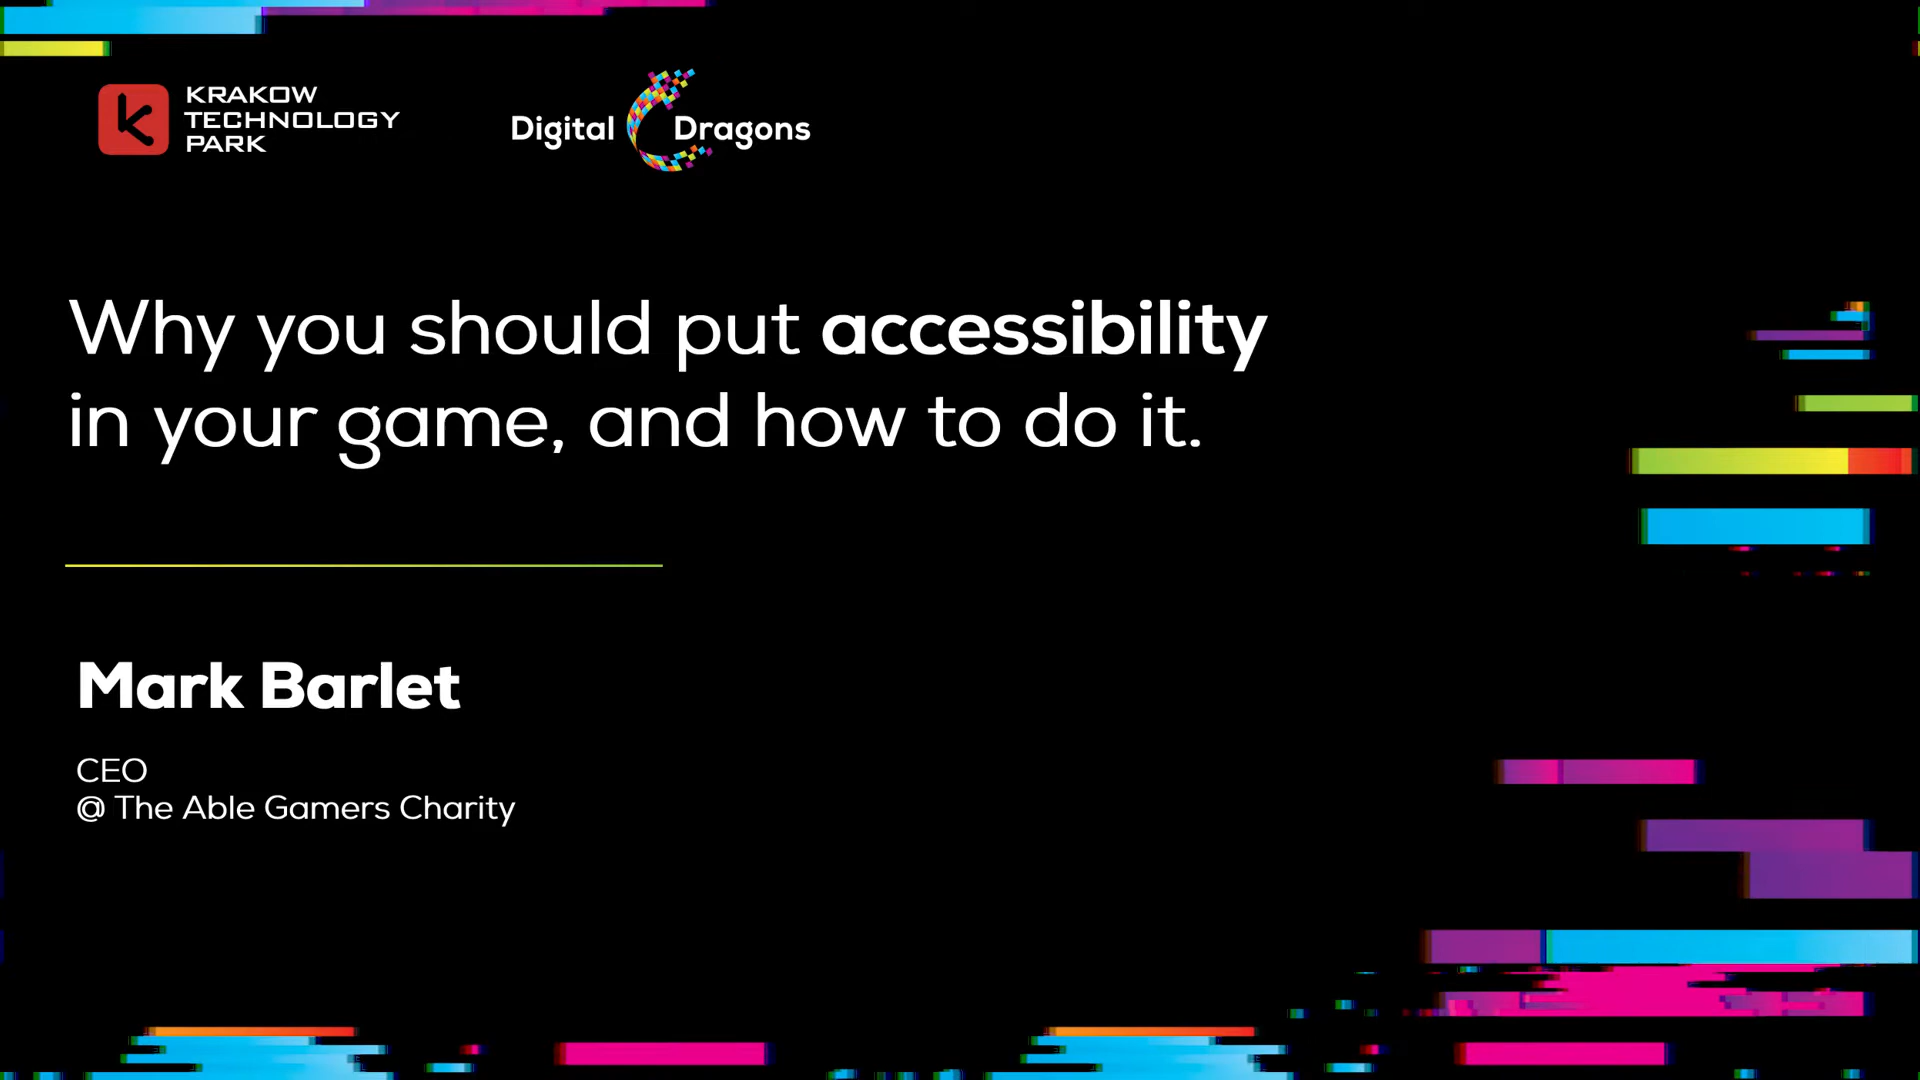 KRAKOW
TECHNOLOGY
PARK
Digital Dragons
Why you should put accessibility
in your game, and how to do it.
Mark Barlet
CEO
@ The Able Gamers Charity